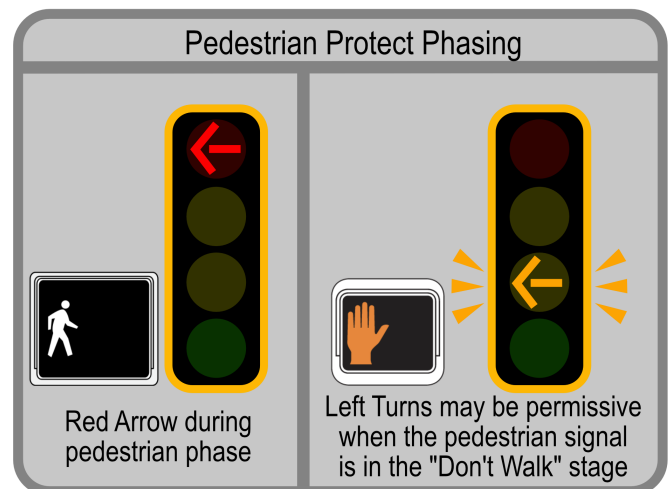 Pedestrian Protect Phasing
Red Arrow during
pedestrian phase
Left Turns may be permissive
when the pedestrian signal
is in the "Don't Walk" stage